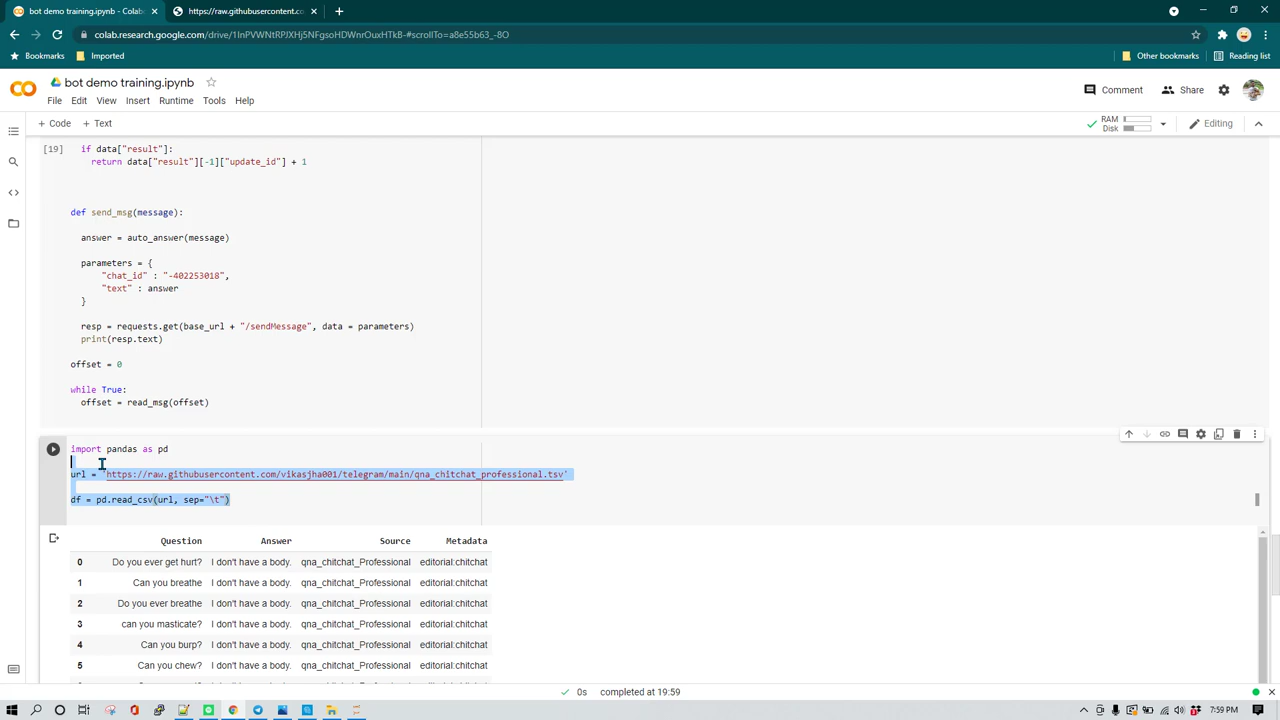 bot demo training.ipynb - Colab
https://raw.githubusercontent.co
colab.research.google.com/drive/1InPVWNtRPJXHj5NFgsoHDWnrOuxHTkB-#scrollTo=a8e55b63_-8O
Bookmarks
Imported
Other bookmarks
Reading list
bot demo training.ipynb
File Edit View Insert Runtime Tools Help
Comment
Share
+ Code + Text
RAM
Disk
Editing
[19] if data["result"]:
return data["result"][-1]["update_id"] + 1
def send_msg(message):
answer = auto_answer(message)
parameters = {
"chat_id" : "-402253018",
"text" : answer
}
resp = requests.get(base_url + "/sendMessage", data = parameters)
print(resp.text)
offset = 0
while True:
offset = read_msg(offset)
import pandas as pd
url = 'https://raw.githubusercontent.com/vikasjha001/telegram/main/qna_chitchat_professional.tsv'
df = pd.read_csv(url, sep="\t")
Question Answer Source Metadata
0 Do you ever get hurt? I don't have a body. qna_chitchat_Professional editorial:chitchat
1 Can you breathe I don't have a body. qna_chitchat_Professional editorial:chitchat
2 Do you ever breathe I don't have a body. qna_chitchat_Professional editorial:chitchat
3 can you masticate? I don't have a body. qna_chitchat_Professional editorial:chitchat
4 Can you burp? I don't have a body. qna_chitchat_Professional editorial:chitchat
5 Can you chew? I don't have a body. qna_chitchat_Professional editorial:chitchat
0s completed at 19:59
7:59 PM